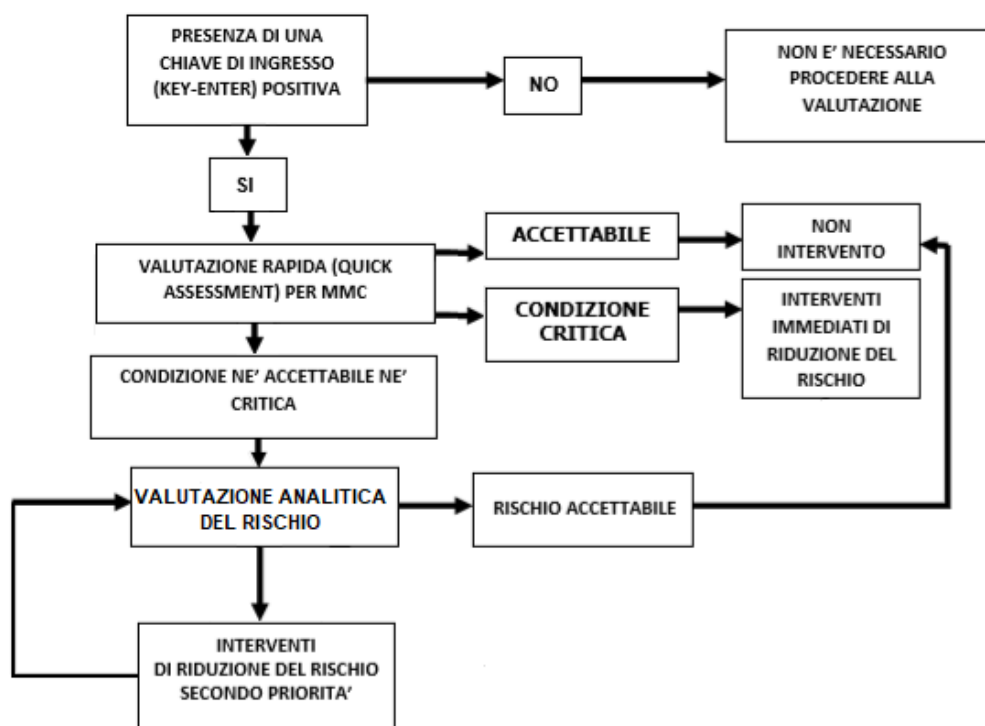 PRESENZA DI UNA
CHIAVE DI INGRESSO
(KEY-ENTER) POSITIVA
NO
NON E' NECESSARIO
PROCEDERE ALLA
VALUTAZIONE
SI
VALUTAZIONE RAPIDA (QUICK
ASSESSMENT) PER MMC
ACCETTABILE
NON
INTERVENTO
CONDIZIONE
CRITICA
INTERVENTI
IMMEDIATI DI
RIDUZIONE DEL
RISCHIO
CONDIZIONE NE' ACCETTABILE NE'
CRITICA
VALUTAZIONE ANALITICA
DEL RISCHIO
RISCHIO ACCETTABILE
INTERVENTI
DI RIDUZIONE DEL RISCHIO
SECONDO PRIORITA'